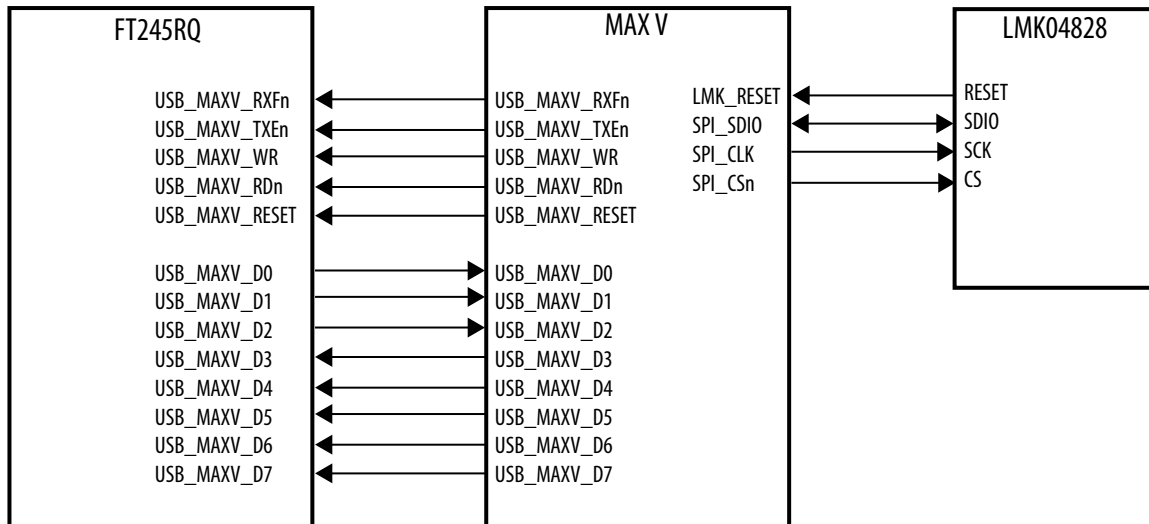 FT245RQ
USB_MAXV_RXFn
USB_MAXV_TXEn
USB_MAXV_WR
USB_MAXV_RDn
USB_MAXV_RESET
USB_MAXV_D0
USB_MAXV_D1
USB_MAXV_D2
USB_MAXV_D3
USB_MAXV_D4
USB_MAXV_D5
USB_MAXV_D6
USB_MAXV_D7
MAX V
USB_MAXV_RXFn
USB_MAXV_TXEn
USB_MAXV_WR
USB_MAXV_RDn
USB_MAXV_RESET
USB_MAXV_D0
USB_MAXV_D1
USB_MAXV_D2
USB_MAXV_D3
USB_MAXV_D4
USB_MAXV_D5
USB_MAXV_D6
USB_MAXV_D7
LMK_RESET
SPI_SDIO
SPI_CLK
SPI_CSn
LMK04828
RESET
SDIO
SCK
CS